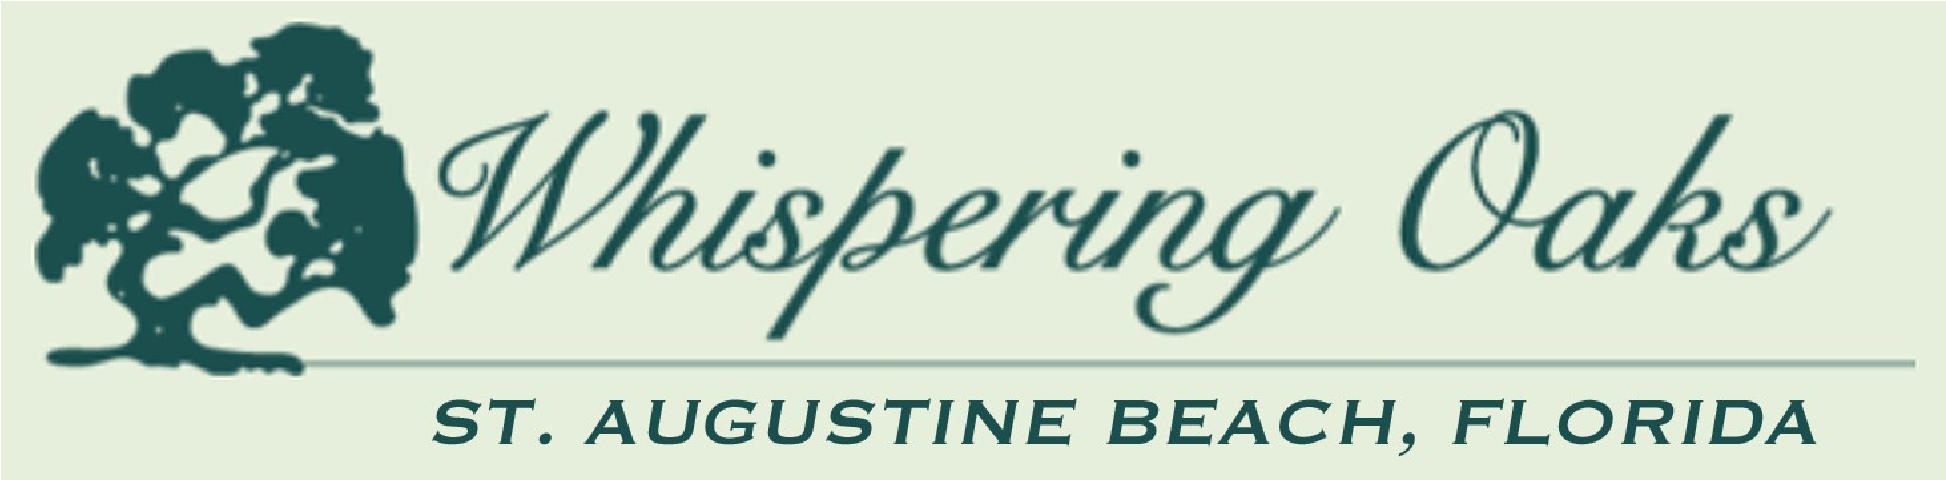 Whispering Oaks
ST. AUGUSTINE BEACH, FLORIDA